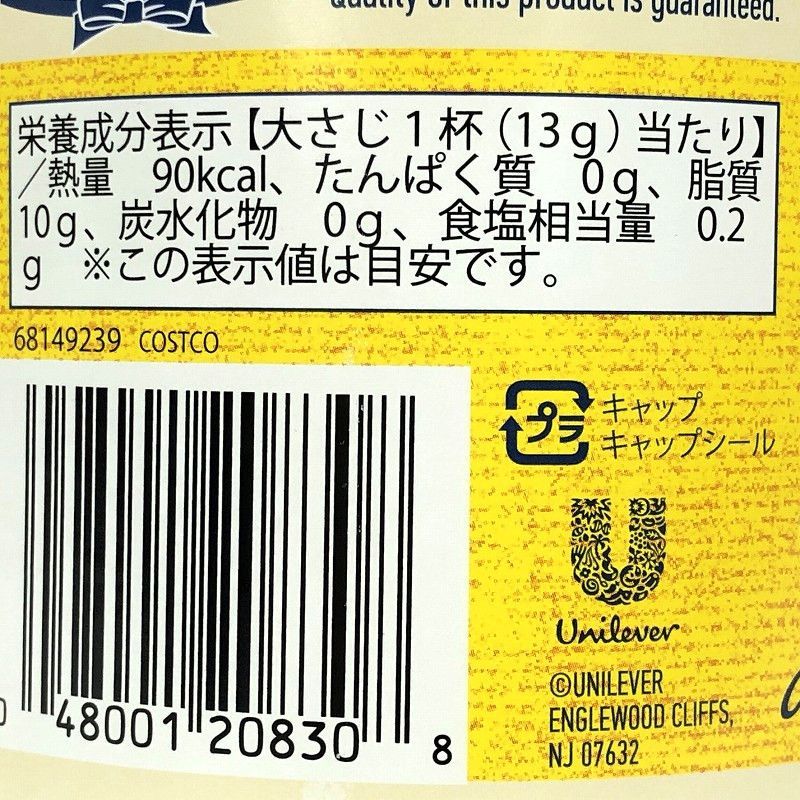 Quality of this product is guaranteed.
栄養成分表示【大さじ1杯(13g)当たり】
/熱量　90kcal、たんぱく質　0g、脂質
10g、炭水化物　0g、食塩相当量　0.2
g　※この表示値は目安です。
68149239 COSTCO
プラ
キャップ
キャップシール
Unilever
©UNILEVER
ENGLEWOOD CLIFFS,
NJ 07632
0 48001 20830 8